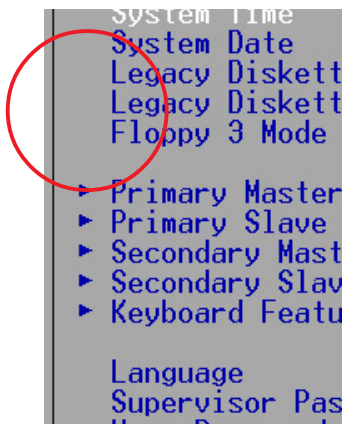 System Time
System Date
Legacy Diskett
Legacy Diskett
Floppy 3 Mode
Primary Master
Primary Slave
Secondary Mast
Secondary Slav
Keyboard Featu
Language
Supervisor Pas